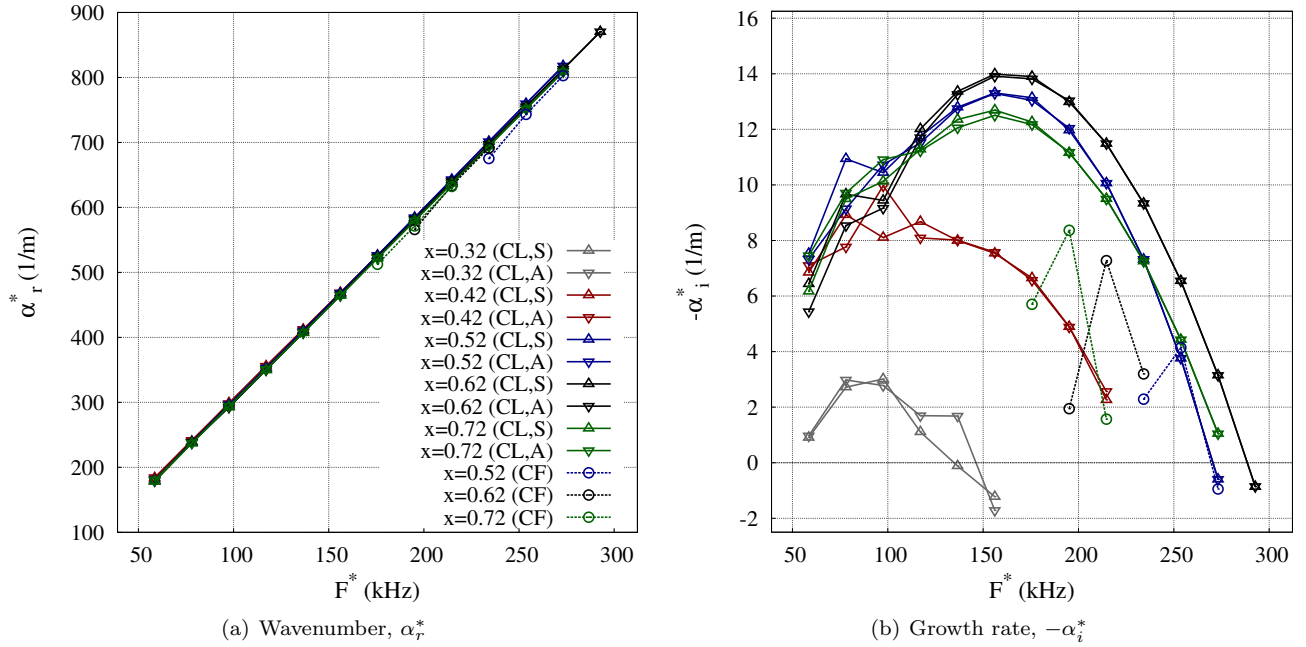 900
800
700
600
500
400
300
200
100
α*r (1/m)
x=0.32 (CL,S)
x=0.32 (CL,A)
x=0.42 (CL,S)
x=0.42 (CL,A)
x=0.52 (CL,S)
x=0.52 (CL,A)
x=0.62 (CL,S)
x=0.62 (CL,A)
x=0.72 (CL,S)
x=0.72 (CL,A)
x=0.52 (CF)
x=0.62 (CF)
x=0.72 (CF)
50 100 150 200 250 300
F* (kHz)
(a) Wavenumber, α*r
16
14
12
10
8
6
4
2
0
-2
-α*i (1/m)
50 100 150 200 250 300
F* (kHz)
(b) Growth rate, −α*i